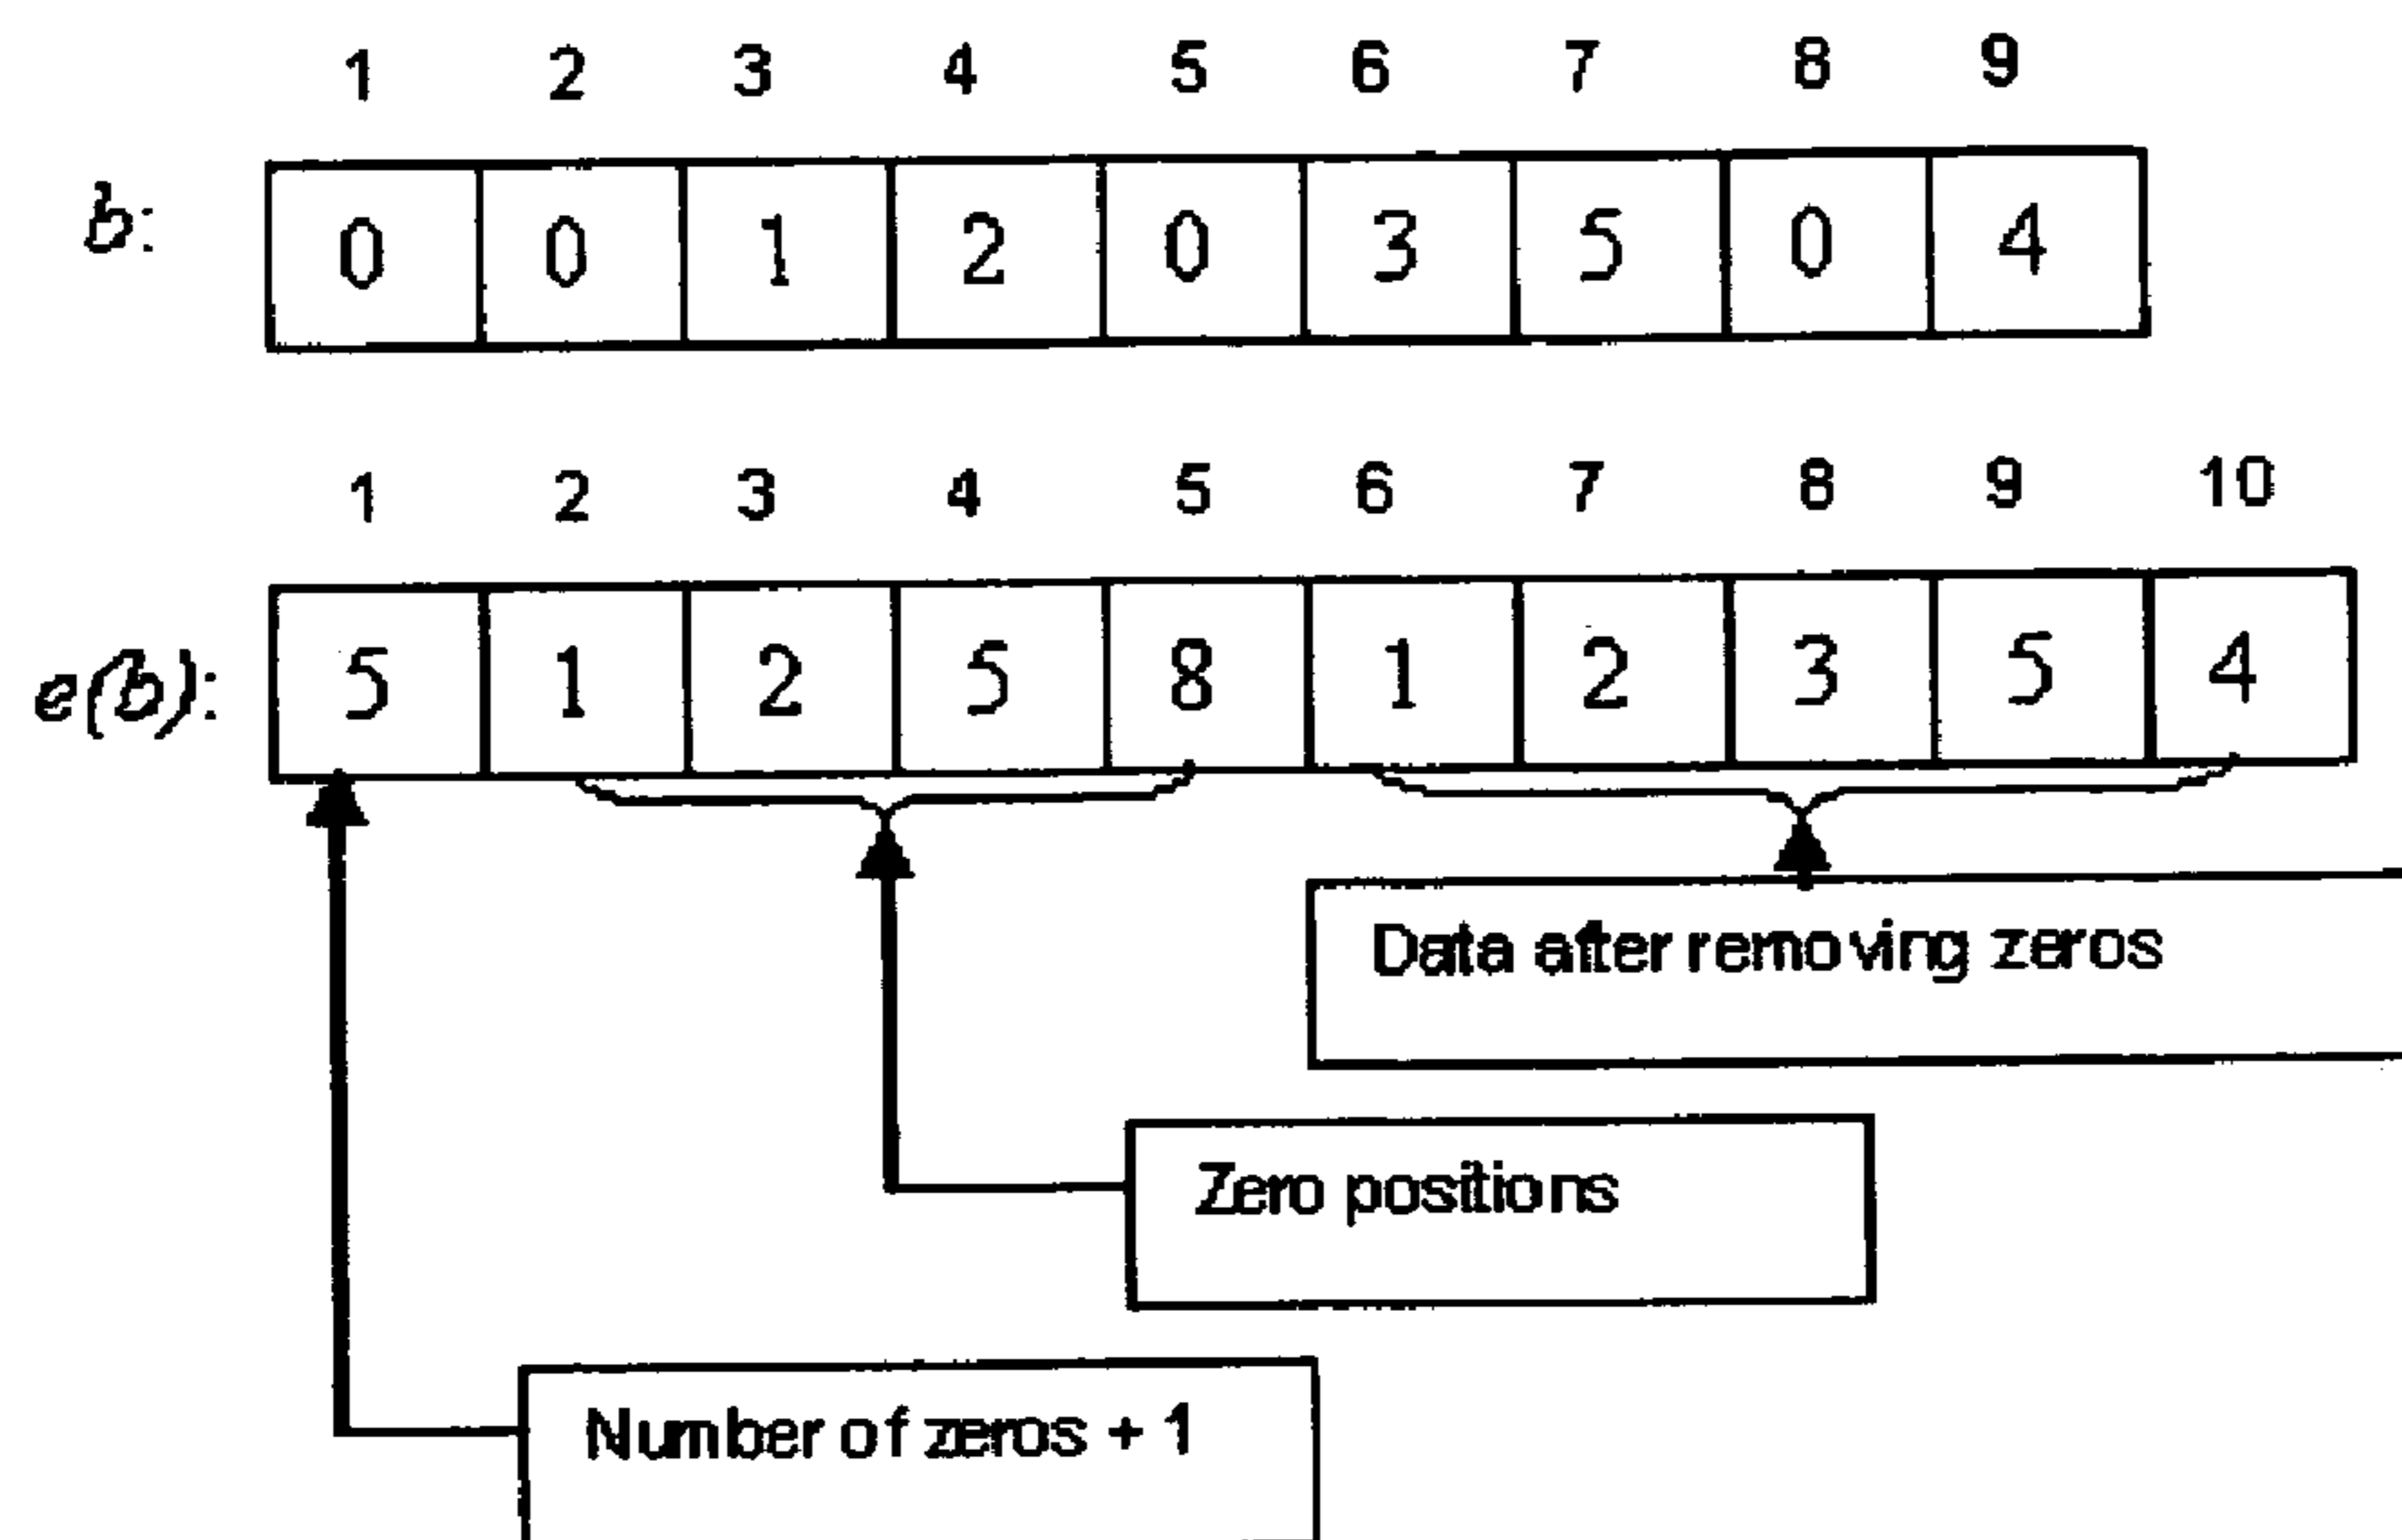 1 2 3 4 5 6 7 8 9
b: 0 0 1 2 0 3 5 0 4
1 2 3 4 5 6 7 8 9 10
e(b): 5 1 2 5 8 1 2 3 5 4
Data after removing zeros
Zero positions
Number of zeros + 1